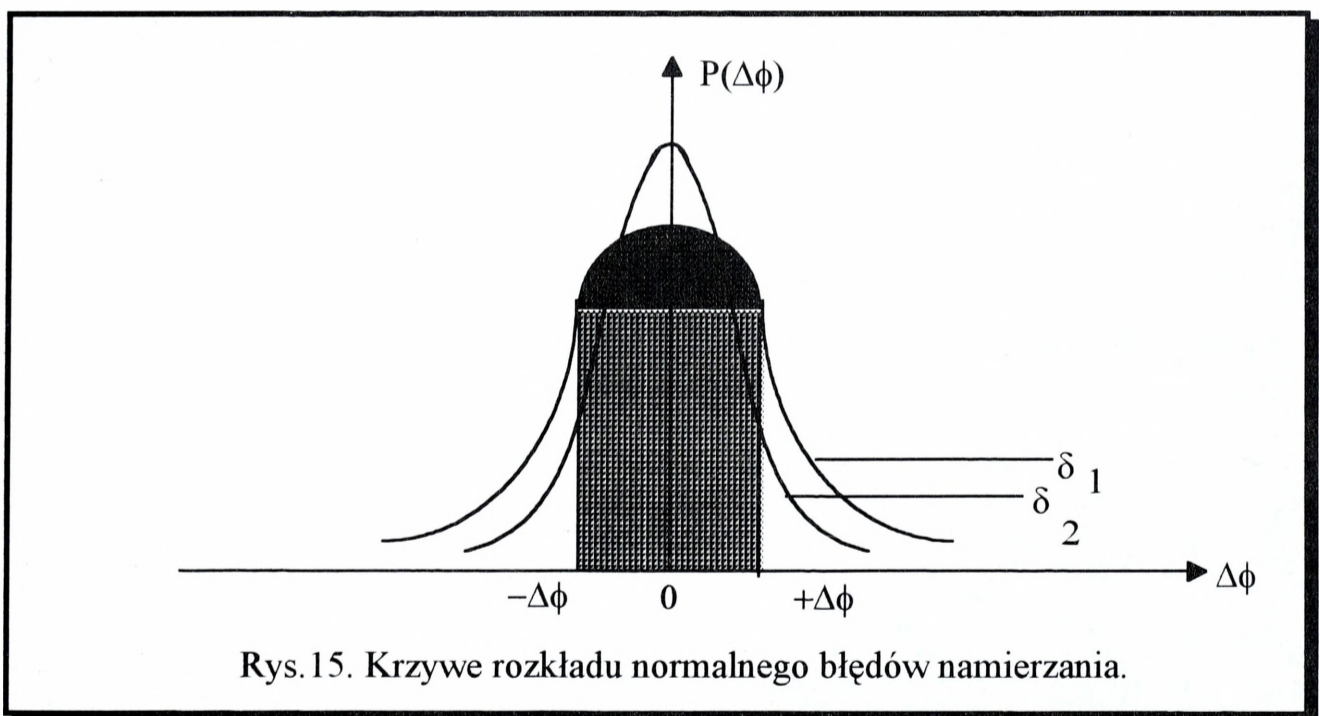 P(Δϕ)
δ 1
δ 2
−Δϕ 0 +Δϕ Δϕ
Rys.15. Krzywe rozkładu normalnego błędów namierzania.